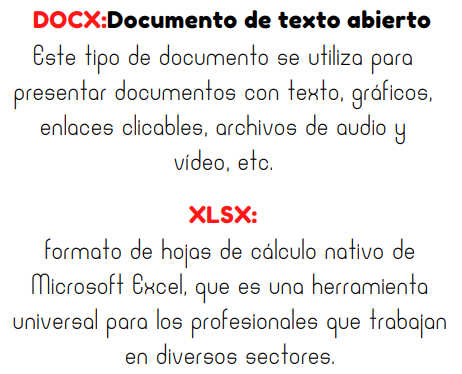 DOCX:Documento de texto abierto
Este tipo de documento se utiliza para
presentar documentos con texto, gráficos,
enlaces clicables, archivos de audio y
vídeo, etc.
XLSX:
formato de hojas de cálculo nativo de
Microsoft Excel, que es una herramienta
universal para los profesionales que trabajan
en diversos sectores.